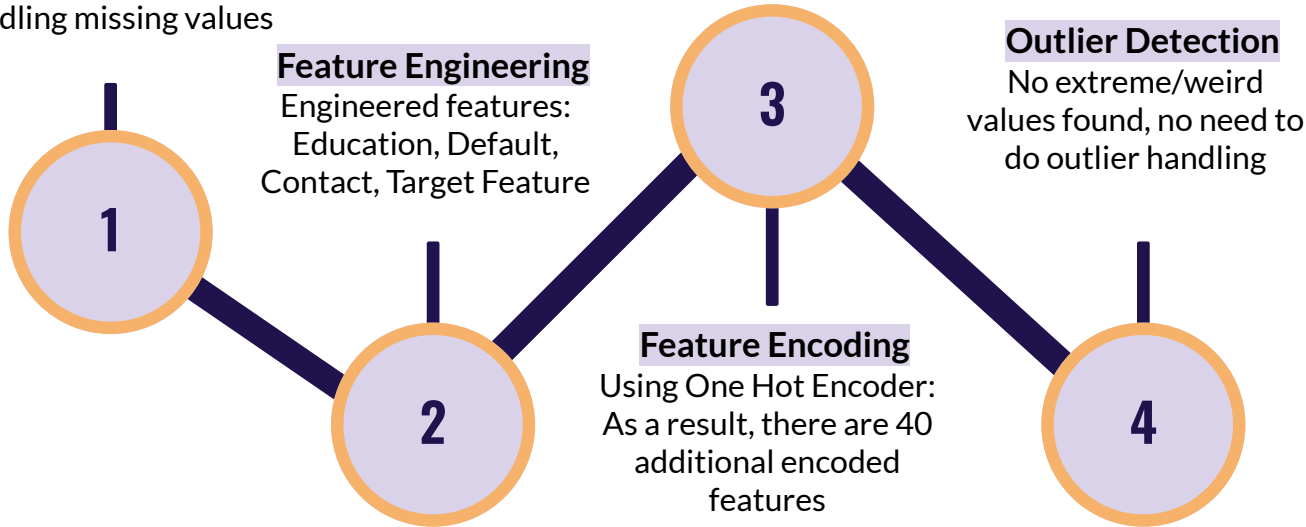 dling missing values
1
Feature Engineering
Engineered features:
Education, Default,
Contact, Target Feature
2
3
Feature Encoding
Using One Hot Encoder:
As a result, there are 40
additional encoded
features
Outlier Detection
No extreme/weird
values found, no need to
do outlier handling
4